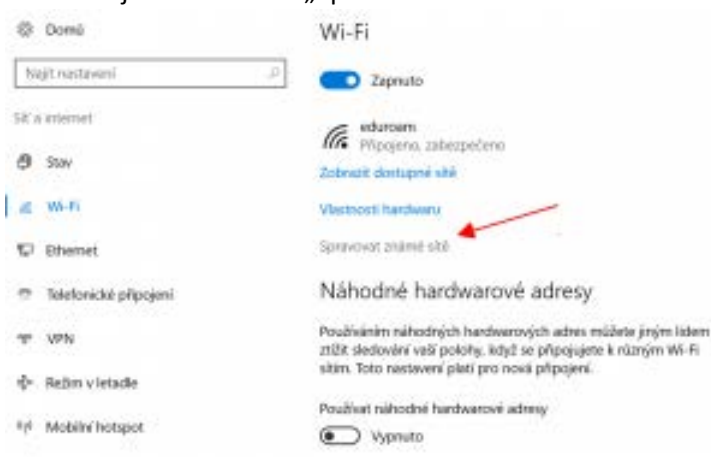 Domů
Najít nastavení
Síť a internet
Stav
Wi-Fi
Ethernet
Telefonické připojení
VPN
Režim v letadle
Mobilní hotspot
Wi-Fi
Zapnuto
eduroam
Připojeno, zabezpečeno
Zobrazit dostupné sítě
Vlastnosti hardwaru
Spravovat známé sítě
Náhodné hardwarové adresy
Používáním náhodných hardwarových adres můžete jiným lidem
ztížit sledování vaší polohy, když se připojujete k různým Wi-Fi
sítím. Toto nastavení platí pro nová připojení.
Používat náhodné hardwarové adresy
Vypnuto